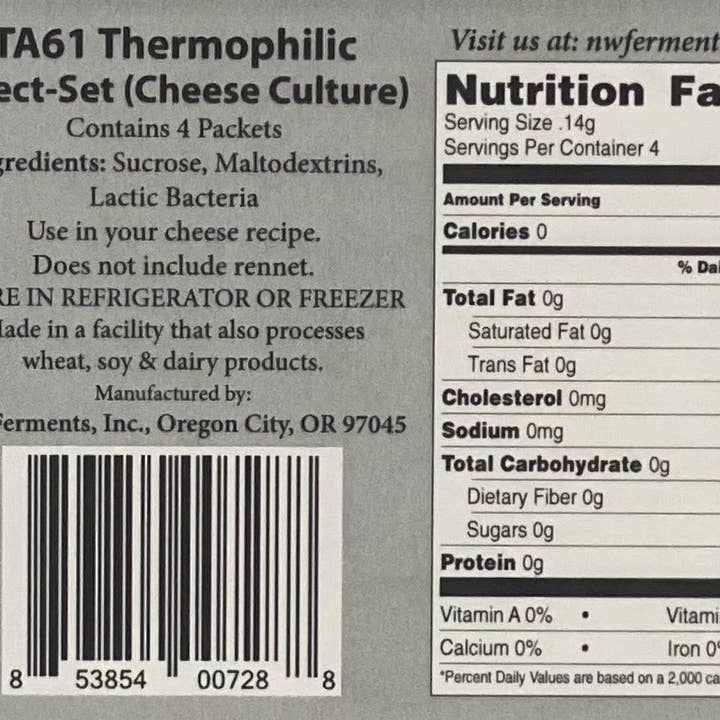 TA61 Thermophilic
ect-Set (Cheese Culture)
Contains 4 Packets
gredients: Sucrose, Maltodextrins,
Lactic Bacteria
Use in your cheese recipe.
Does not include rennet.
RE IN REFRIGERATOR OR FREEZER
ade in a facility that also processes
wheat, soy & dairy products.
Manufactured by:
Ferments, Inc., Oregon City, OR 97045
8 53854 00728 8
Visit us at: nwferment
Nutrition Fa
Serving Size .14g
Servings Per Container 4
Amount Per Serving
Calories 0
% Dai
Total Fat 0g
Saturated Fat 0g
Trans Fat 0g
Cholesterol 0mg
Sodium 0mg
Total Carbohydrate 0g
Dietary Fiber 0g
Sugars 0g
Protein 0g
Vitamin A 0% • Vitami
Calcium 0% • Iron 0%
*Percent Daily Values are based on a 2,000 ca